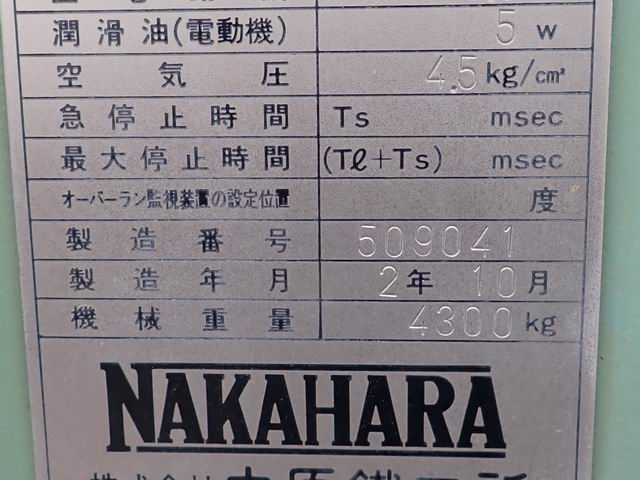 潤滑油(電動機) 5 W
空気圧 4.5 kg/cm²
急停止時間 Ts msec
最大停止時間 (Tℓ+Ts) msec
オーバーラン監視装置の設定位置 度
製造番号 509041
製造年月 2年 10月
機械重量 4300 kg
NAKAHARA